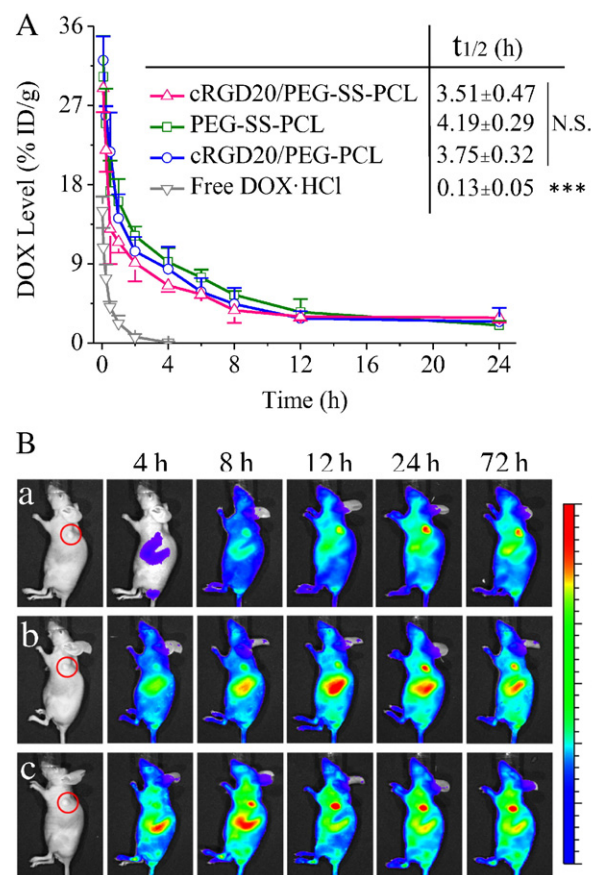 A
t1/2 (h)
cRGD20/PEG-SS-PCL 3.51±0.47
PEG-SS-PCL 4.19±0.29 N.S.
cRGD20/PEG-PCL 3.75±0.32
Free DOX·HCl 0.13±0.05 ***
DOX Level (% ID/g)
36
27
18
9
0
0 4 8 12 16 20 24
Time (h)
B
4 h 8 h 12 h 24 h 72 h
a
b
c